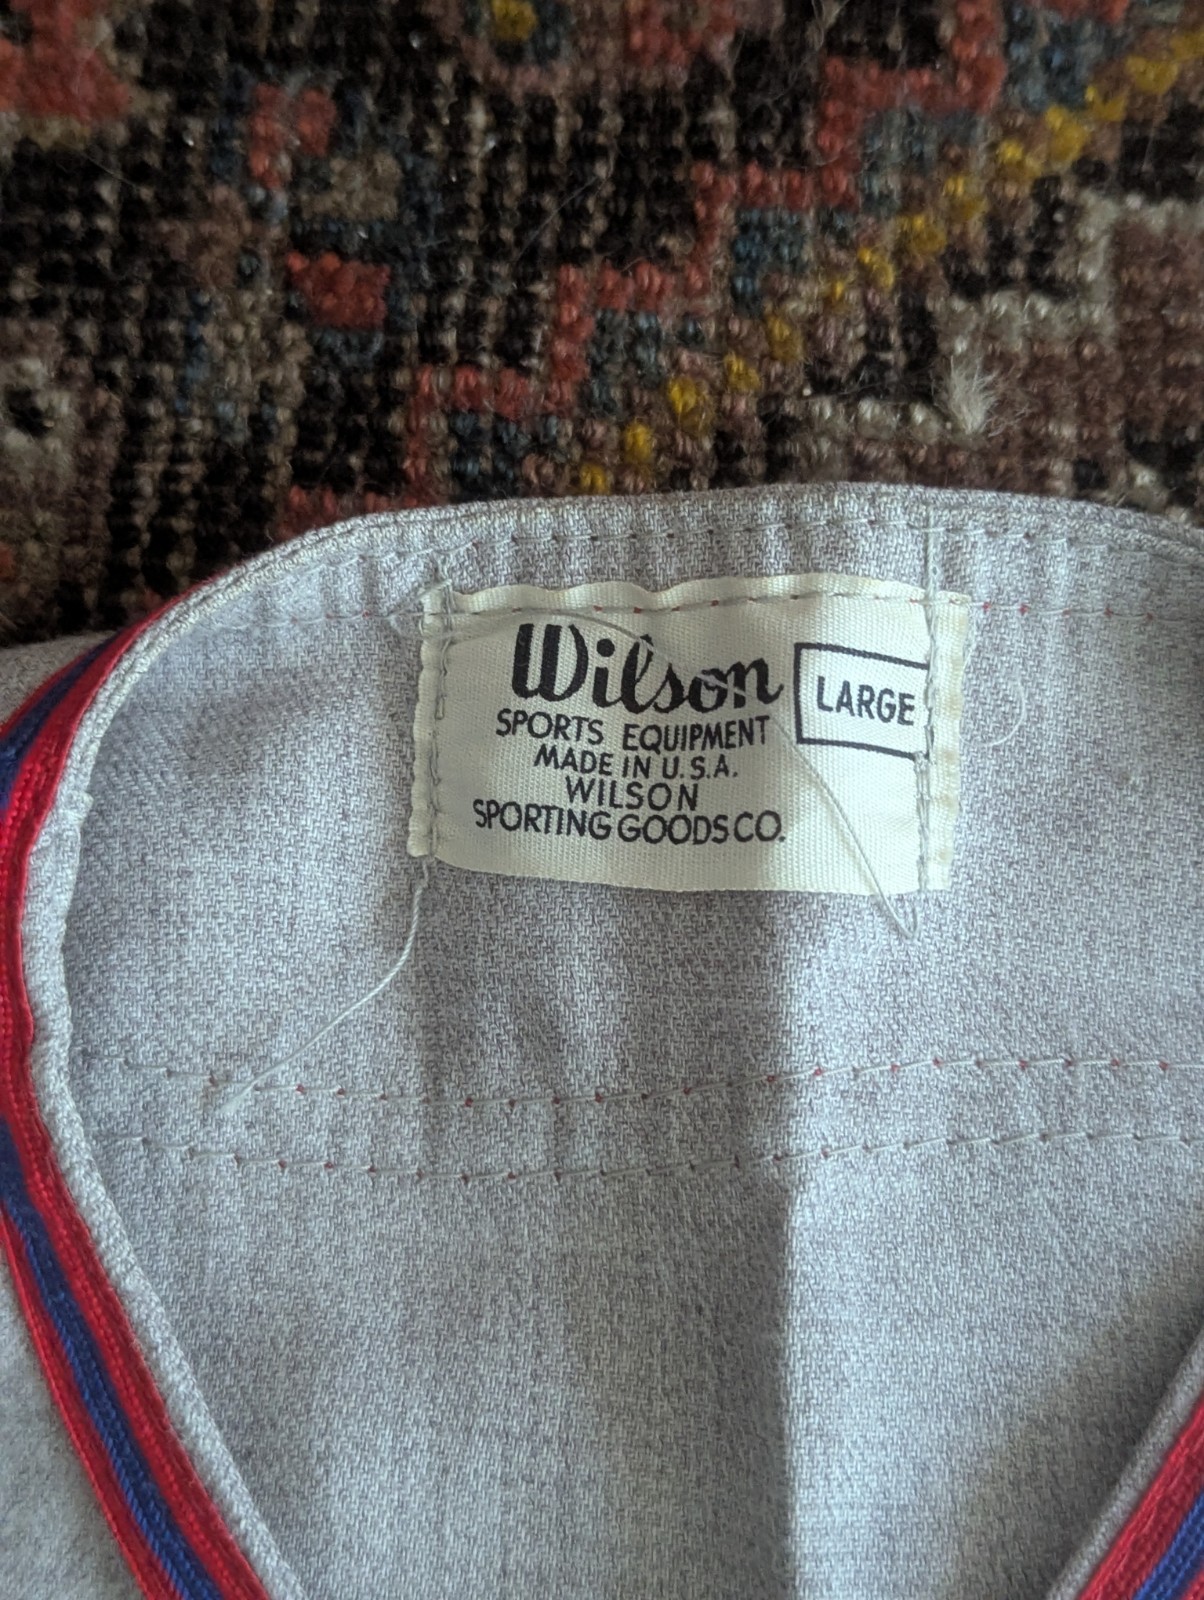 Wilson
LARGE
SPORTS EQUIPMENT
MADE IN U.S.A.
WILSON
SPORTING GOODS CO.